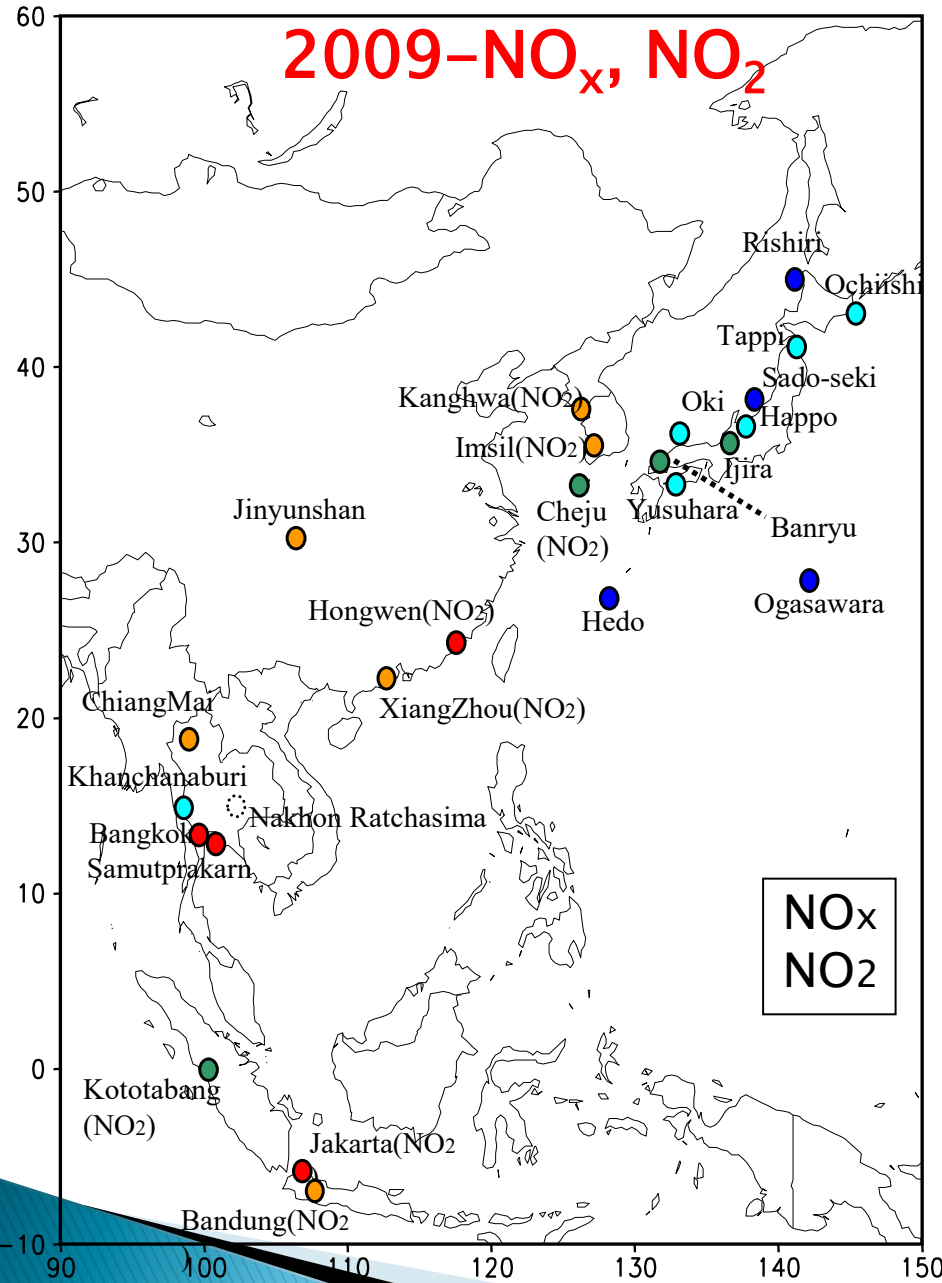 60
2009–NOx, NO2
50
Rishiri
Ochiishi
Tappi
40
Sado-seki
Kanghwa(NO2)
Oki
Happo
Imsil(NO2)
Ijira
Jinyunshan
Cheju
(NO2)
Yusuhara
Banryu
30
Hongwen(NO2)
Hedo
Ogasawara
ChiangMai
XiangZhou(NO2)
20
Khanchanaburi
Nakhon Ratchasima
Bangkok
Samutprakarn
10
NOx
NO2
0
Kototabang
(NO2)
Jakarta(NO2
)
Bandung(NO2
–10
90 100 110 120 130 140 150